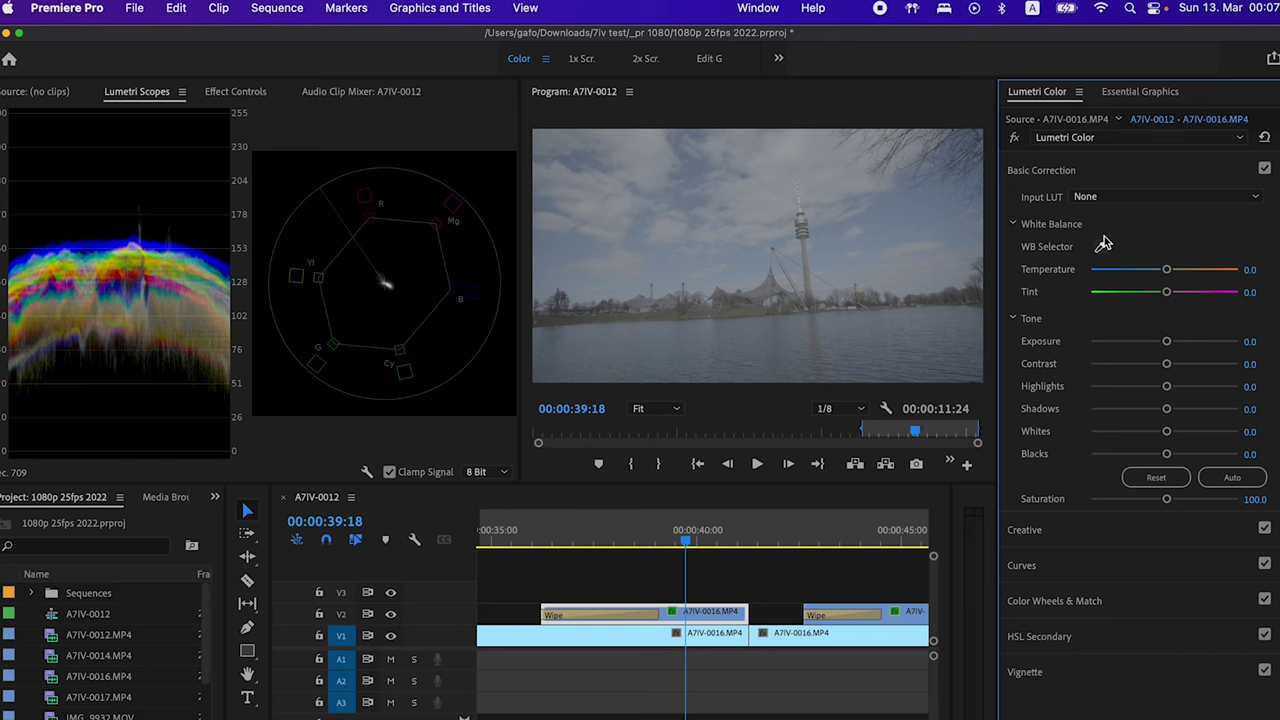 Premiere Pro File Edit Clip Sequence Markers Graphics and Titles View Window Help A Sun 13. Mar 00:07
/Users/gafo/Downloads/7iv test/_pr 1080/1080p 25fps 2022.prproj *
Color 1x Scr. 2x Scr. Edit G
Source: (no clips) Lumetri Scopes Effect Controls Audio Clip Mixer: A7IV-0012 Program: A7IV-0012 Lumetri Color Essential Graphics
255
230
204
178
153
128
102
76
51
26
0
R
Mg
Yl
B
G
Cy
Source • A7IV-0016.MP4 A7IV-0012 • A7IV-0016.MP4
fx Lumetri Color
Basic Correction
Input LUT None
White Balance
WB Selector
Temperature 0.0
Tint 0.0
Tone
Exposure 0.0
Contrast 0.0
Highlights 0.0
Shadows 0.0
Whites 0.0
Blacks 0.0
Reset Auto
Saturation 100.0
Creative
Curves
Color Wheels & Match
HSL Secondary
Vignette
00:00:39:18 Fit 1/8 00:00:11:24
ec. 709 Clamp Signal 8 Bit
Project: 1080p 25fps 2022 Media Brov
1080p 25fps 2022.prproj
Name Fra
Sequences
A7IV-0012
A7IV-0012.MP4
A7IV-0014.MP4
A7IV-0016.MP4
A7IV-0017.MP4
IMG_9932.MOV
× A7IV-0012
00:00:39:18
:00:35:00 00:00:40:00 00:00:45:00
V3
V2 Wipe A7IV-0016.MP4 Wipe A7IV-
V1 A7IV-0016.MP4 A7IV-0016.MP4
A1 M S
A2 M S
A3 M S
T